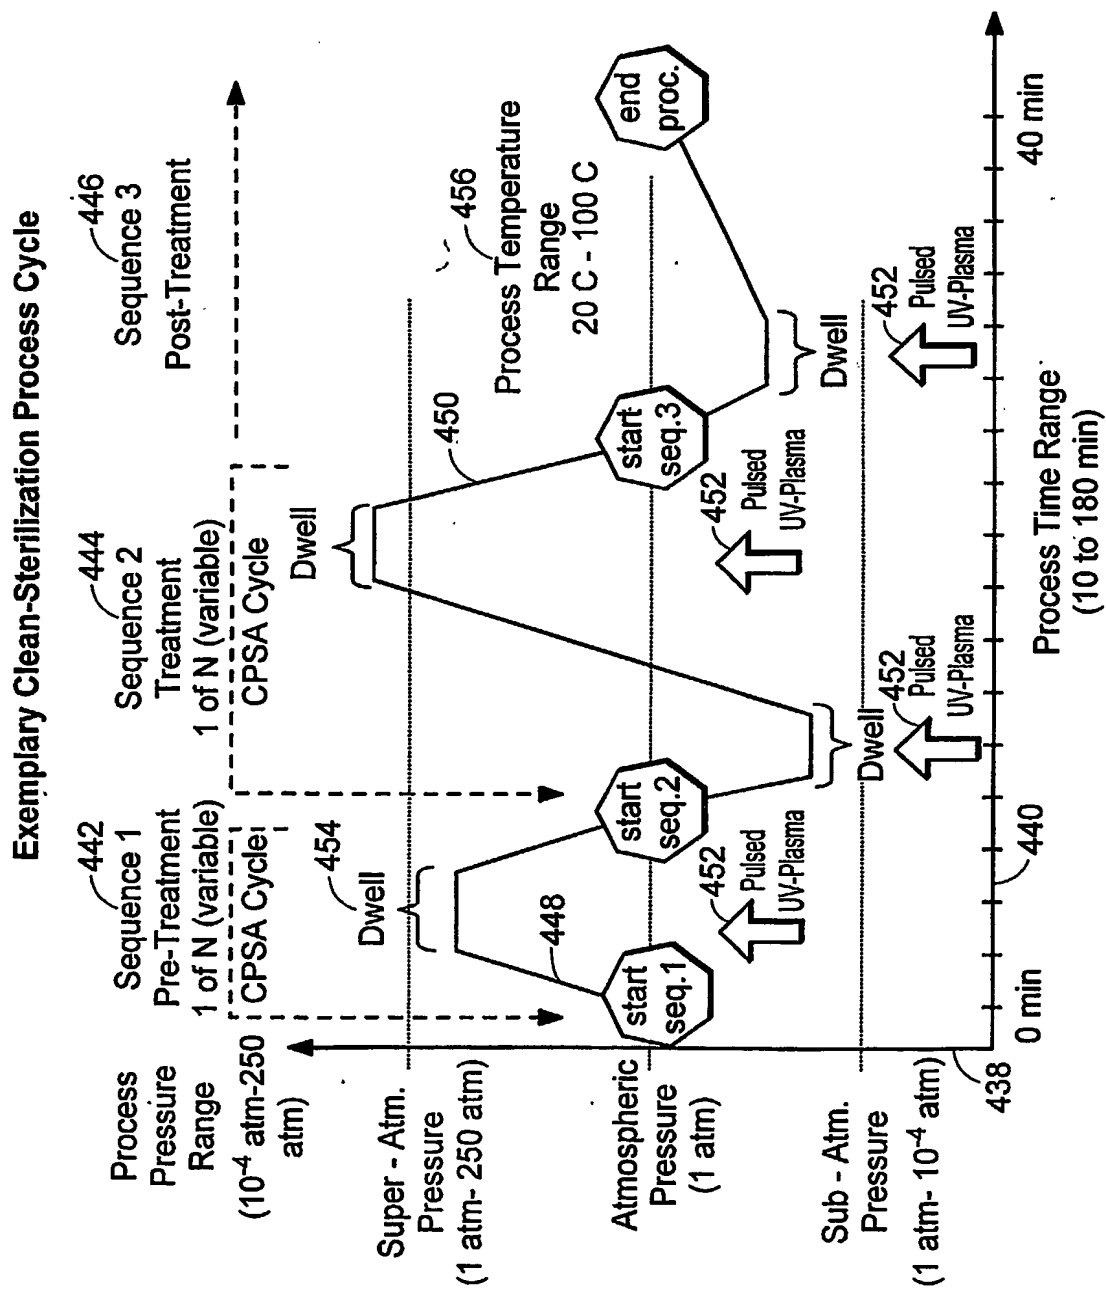 Exemplary Clean-Sterilization Process Cycle
Process
Pressure
Range
(10⁻⁴ atm-250
atm)
442
Sequence 1
Pre-Treatment
1 of N (variable)
CPSA Cycle
444
Sequence 2
Treatment
1 of N (variable)
CPSA Cycle
446
Sequence 3
Post-Treatment
Super - Atm.
Pressure
(1 atm- 250 atm)
454
Dwell
Dwell
450
448
456
Process Temperature
Range
20 C - 100 C
Atmospheric
Pressure
(1 atm)
start
seq.1
start
seq.2
start
seq.3
end
proc.
452
Pulsed
UV-Plasma
452
Pulsed
UV-Plasma
Dwell
Dwell
Sub - Atm.
Pressure
(1 atm- 10⁻⁴ atm)
452
Pulsed
UV-Plasma
452
Pulsed
UV-Plasma
438
440
0 min
40 min
Process Time Range
(10 to 180 min)